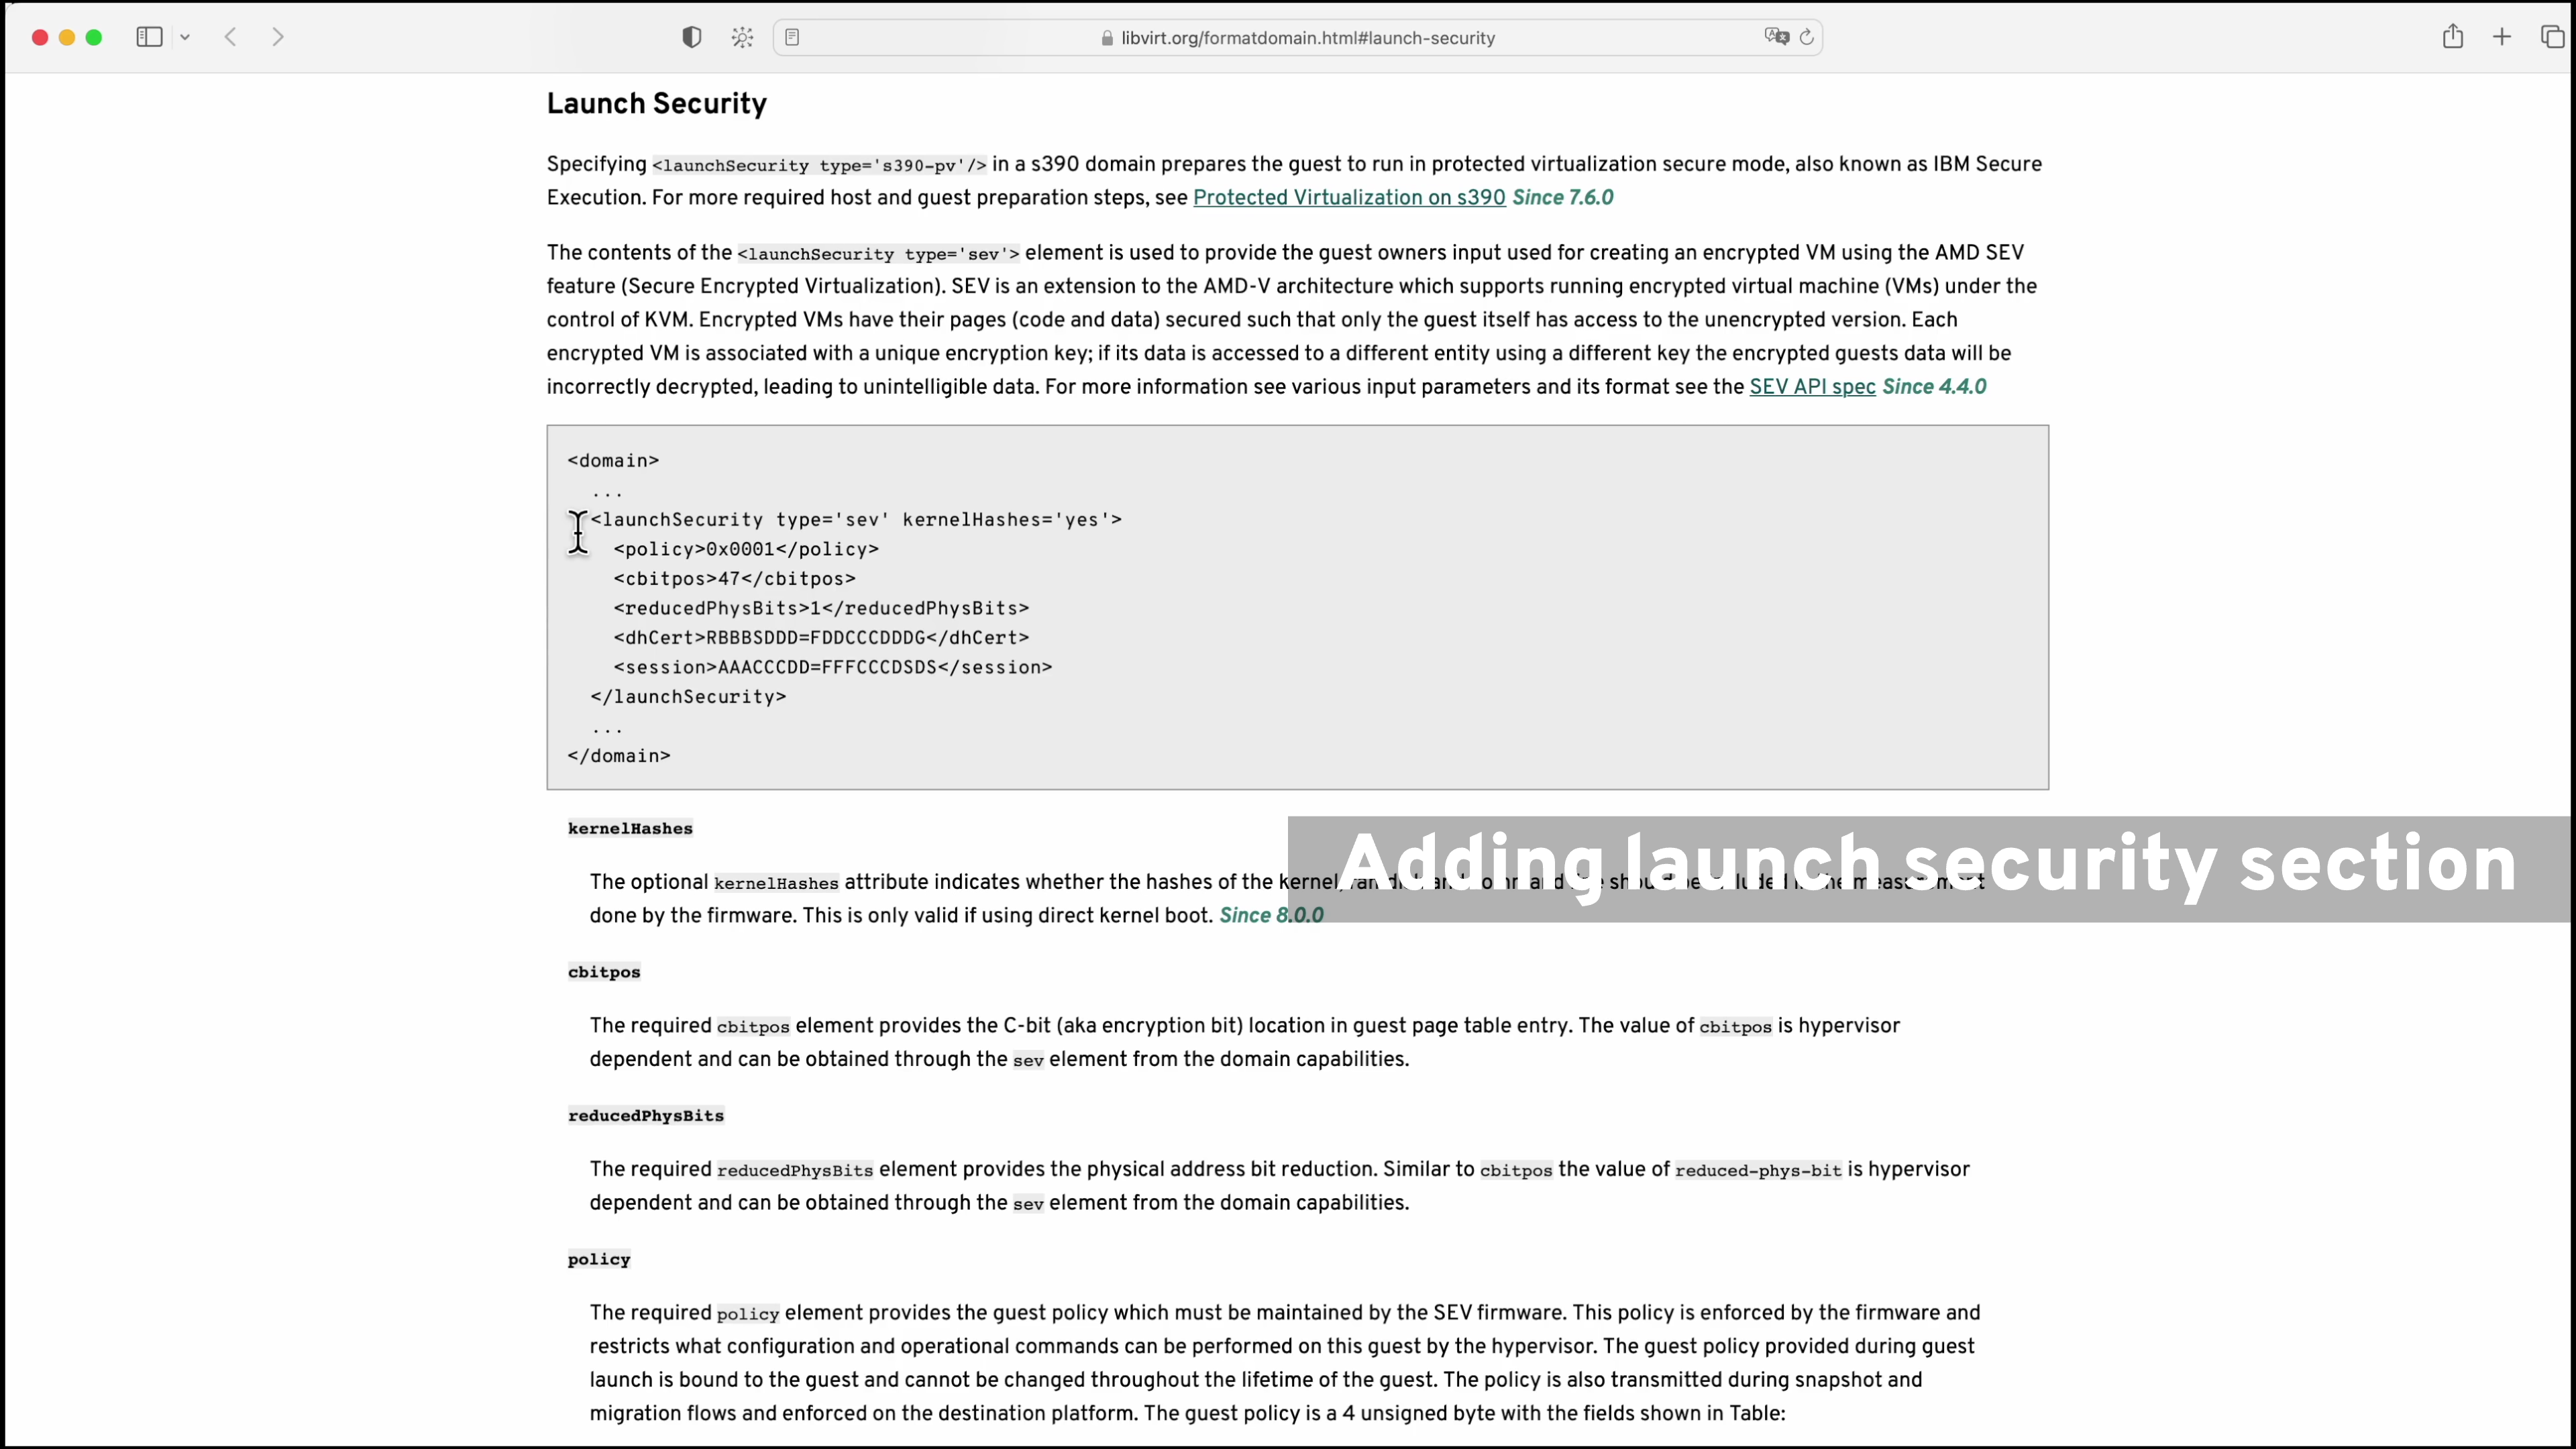 libvirt.org/formatdomain.html#launch-security
Launch Security
Specifying <launchSecurity type='s390-pv'/> in a s390 domain prepares the guest to run in protected virtualization secure mode, also known as IBM Secure
Execution. For more required host and guest preparation steps, see Protected Virtualization on s390 Since 7.6.0
The contents of the <launchSecurity type='sev'> element is used to provide the guest owners input used for creating an encrypted VM using the AMD SEV
feature (Secure Encrypted Virtualization). SEV is an extension to the AMD-V architecture which supports running encrypted virtual machine (VMs) under the
control of KVM. Encrypted VMs have their pages (code and data) secured such that only the guest itself has access to the unencrypted version. Each
encrypted VM is associated with a unique encryption key; if its data is accessed to a different entity using a different key the encrypted guests data will be
incorrectly decrypted, leading to unintelligible data. For more information see various input parameters and its format see the SEV API spec Since 4.4.0
<domain>
...
<launchSecurity type='sev' kernelHashes='yes'>
<policy>0x0001</policy>
<cbitpos>47</cbitpos>
<reducedPhysBits>1</reducedPhysBits>
<dhCert>RBBBSDDD=FDDCCCDDDG</dhCert>
<session>AAACCCDD=FFFCCCDSDS</session>
</launchSecurity>
...
</domain>
kernelHashes
Adding launch security section
The optional kernelHashes attribute indicates whether the hashes of the kernel,
done by the firmware. This is only valid if using direct kernel boot. Since 8.0.0
cbitpos
The required cbitpos element provides the C-bit (aka encryption bit) location in guest page table entry. The value of cbitpos is hypervisor
dependent and can be obtained through the sev element from the domain capabilities.
reducedPhysBits
The required reducedPhysBits element provides the physical address bit reduction. Similar to cbitpos the value of reduced-phys-bit is hypervisor
dependent and can be obtained through the sev element from the domain capabilities.
policy
The required policy element provides the guest policy which must be maintained by the SEV firmware. This policy is enforced by the firmware and
restricts what configuration and operational commands can be performed on this guest by the hypervisor. The guest policy provided during guest
launch is bound to the guest and cannot be changed throughout the lifetime of the guest. The policy is also transmitted during snapshot and
migration flows and enforced on the destination platform. The guest policy is a 4 unsigned byte with the fields shown in Table: